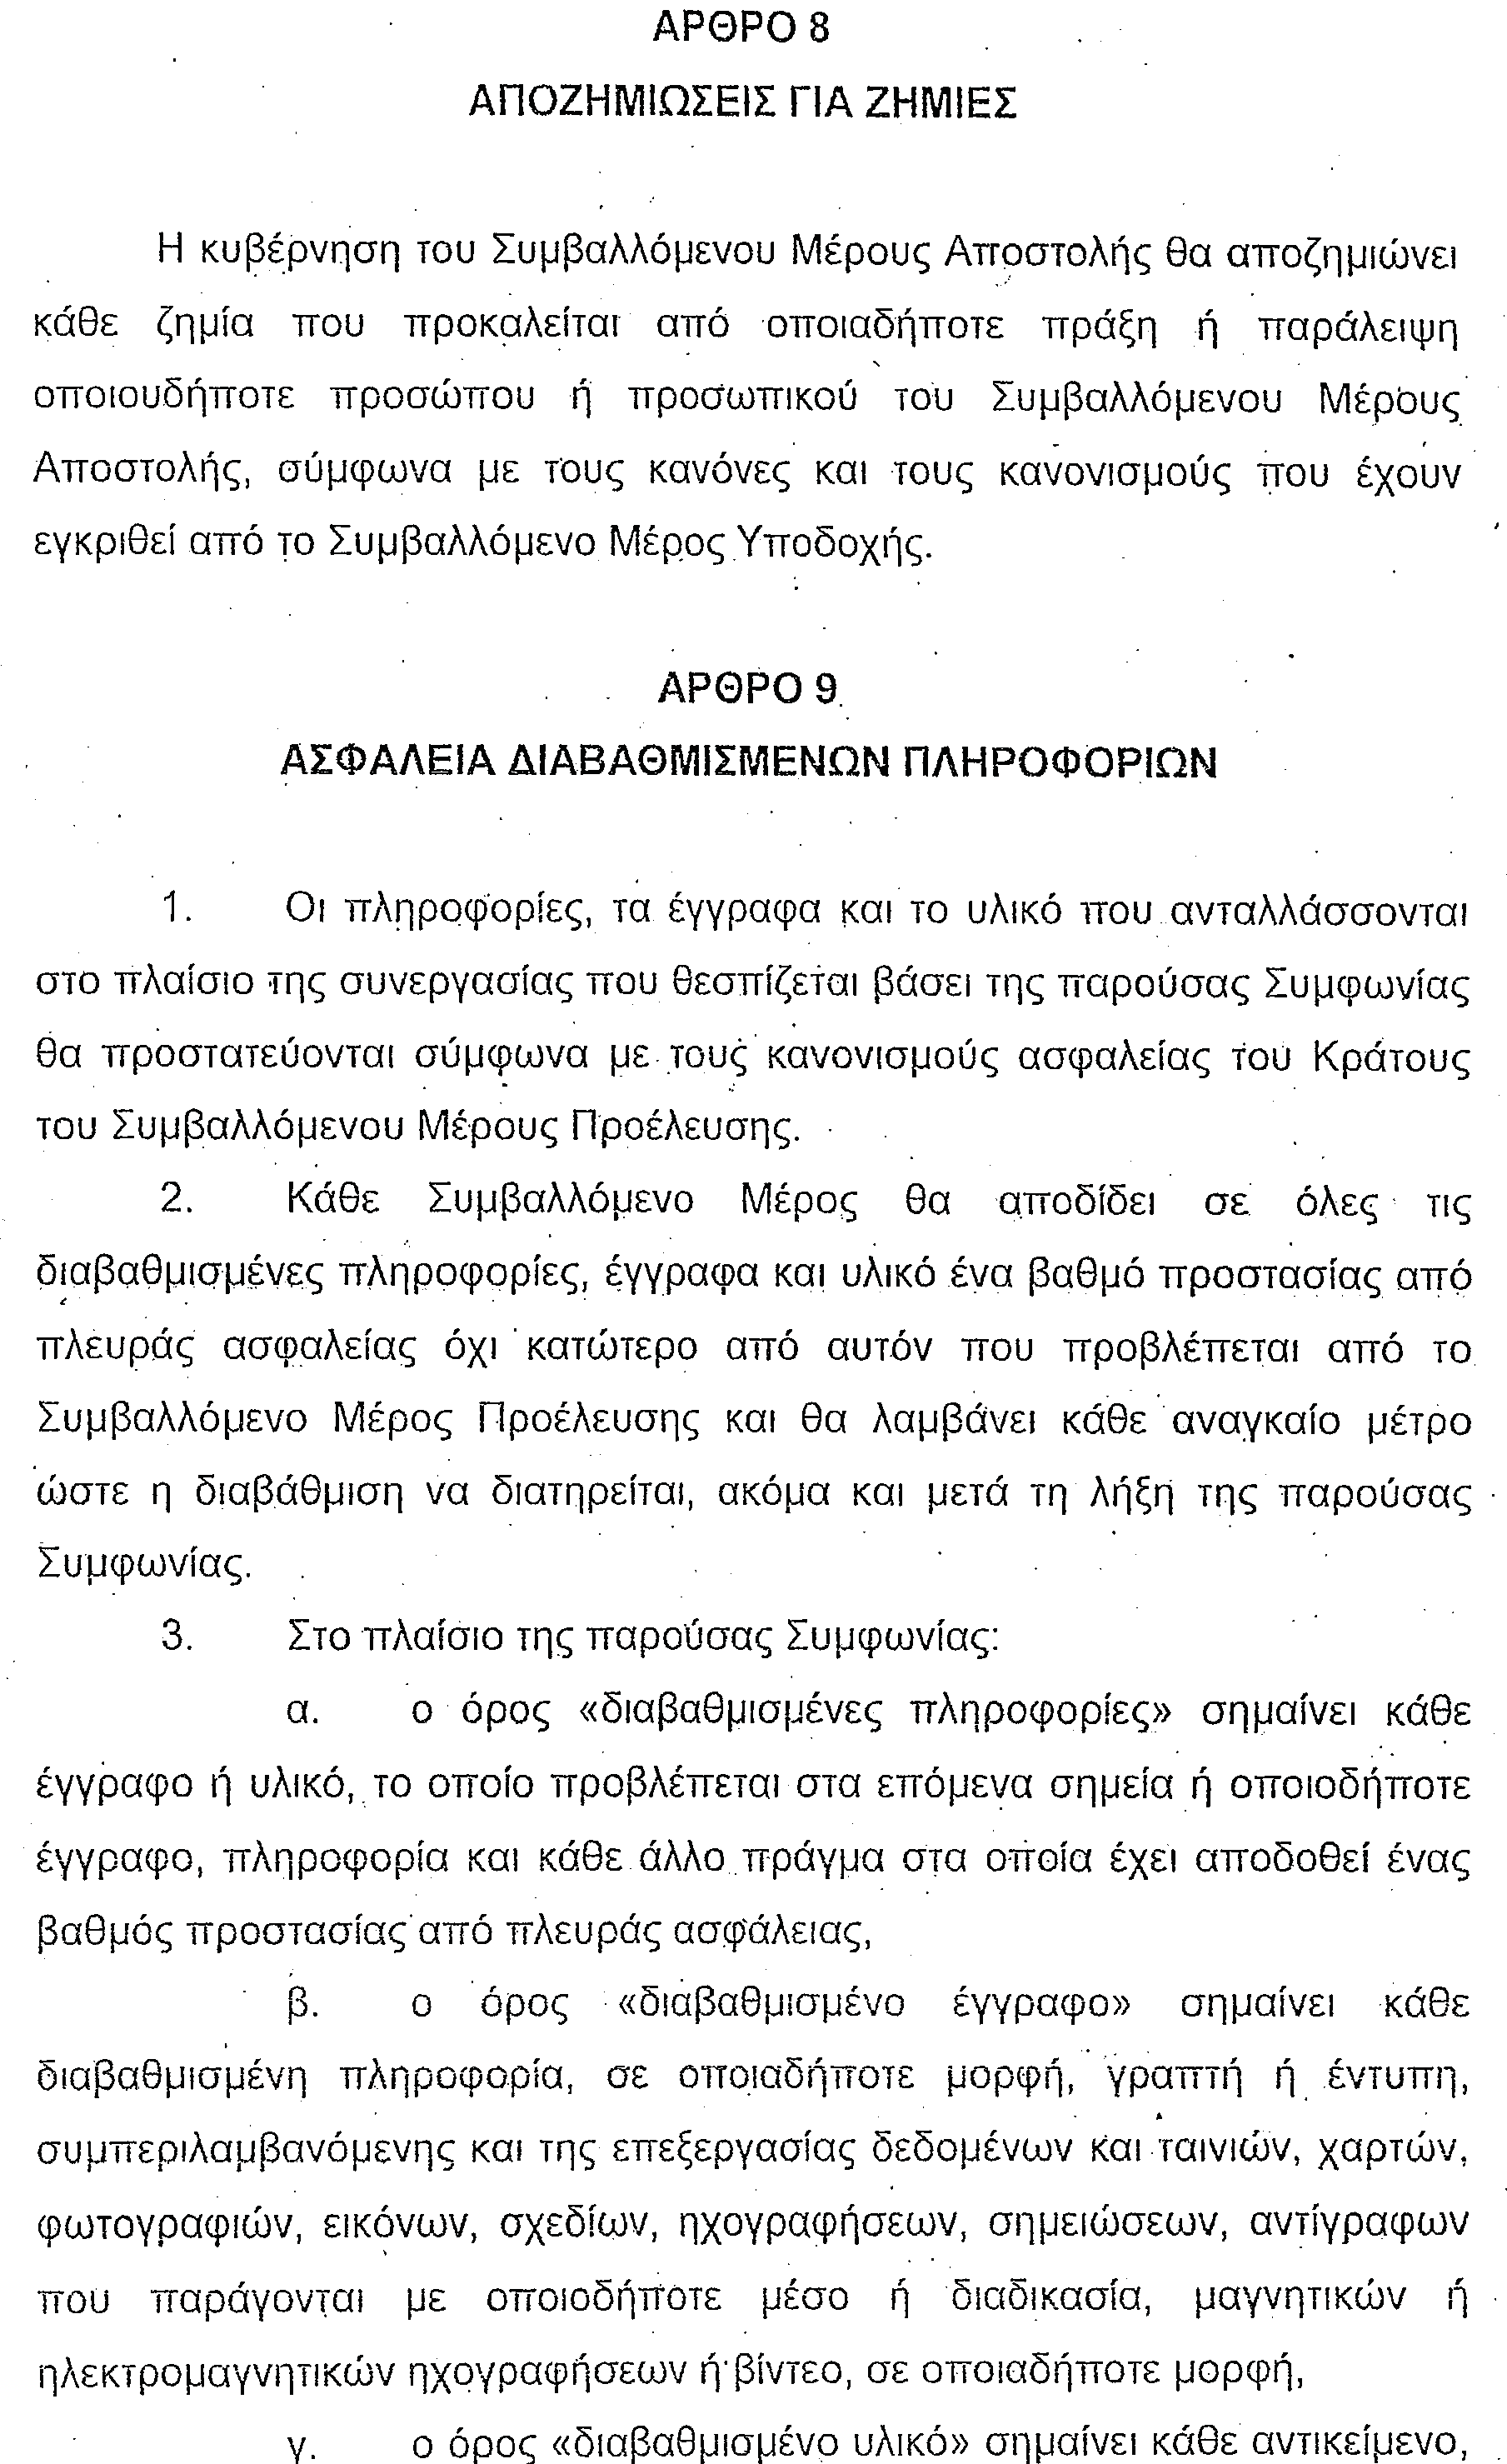 ΑΡΘΡΟ 8
ΑΠΟΖΗΜΙΩΣΕΙΣ ΓΙΑ ΖΗΜΙΕΣ
Η κυβέρνηση του Συμβαλλόμενου Μέρους Αποστολής θα αποζημιώνει
κάθε ζημία που προκαλείται από οποιαδήποτε πράξη ή παράλειψη
οποιουδήποτε προσώπου ή προσωπικού του Συμβαλλόμενου Μέρους
Αποστολής, σύμφωνα με τους κανόνες και τους κανονισμούς που έχουν
εγκριθεί από το Συμβαλλόμενο Μέρος Υποδοχής.
ΑΡΘΡΟ 9
ΑΣΦΑΛΕΙΑ ΔΙΑΒΑΘΜΙΣΜΕΝΩΝ ΠΛΗΡΟΦΟΡΙΩΝ
1. Οι πληροφορίες, τα έγγραφα και το υλικό που ανταλλάσσονται
στο πλαίσιο της συνεργασίας που θεσπίζεται βάσει της παρούσας Συμφωνίας
θα προστατεύονται σύμφωνα με τους κανονισμούς ασφαλείας του Κράτους
του Συμβαλλόμενου Μέρους Προέλευσης.
2. Κάθε Συμβαλλόμενο Μέρος θα αποδίδει σε όλες τις
διαβαθμισμένες πληροφορίες, έγγραφα και υλικό ένα βαθμό προστασίας από
πλευράς ασφαλείας όχι κατώτερο από αυτόν που προβλέπεται από το
Συμβαλλόμενο Μέρος Προέλευσης και θα λαμβάνει κάθε αναγκαίο μέτρο
ώστε η διαβάθμιση να διατηρείται, ακόμα και μετά τη λήξη της παρούσας
Συμφωνίας.
3. Στο πλαίσιο της παρούσας Συμφωνίας:
α. ο όρος «διαβαθμισμένες πληροφορίες» σημαίνει κάθε
έγγραφο ή υλικό, το οποίο προβλέπεται στα επόμενα σημεία ή οποιοδήποτε
έγγραφο, πληροφορία και κάθε άλλο πράγμα στα οποία έχει αποδοθεί ένας
βαθμός προστασίας από πλευράς ασφάλειας,
β. ο όρος «διαβαθμισμένο έγγραφο» σημαίνει κάθε
διαβαθμισμένη πληροφορία, σε οποιαδήποτε μορφή, γραπτή ή έντυπη,
συμπεριλαμβανόμενης και της επεξεργασίας δεδομένων και ταινιών, χαρτών,
φωτογραφιών, εικόνων, σχεδίων, ηχογραφήσεων, σημειώσεων, αντίγραφων
που παράγονται με οποιοδήποτε μέσο ή διαδικασία, μαγνητικών ή
ηλεκτρομαγνητικών ηχογραφήσεων ή βίντεο, σε οποιαδήποτε μορφή,
γ. ο όρος «διαβαθμισμένο υλικό» σημαίνει κάθε αντικείμενο,